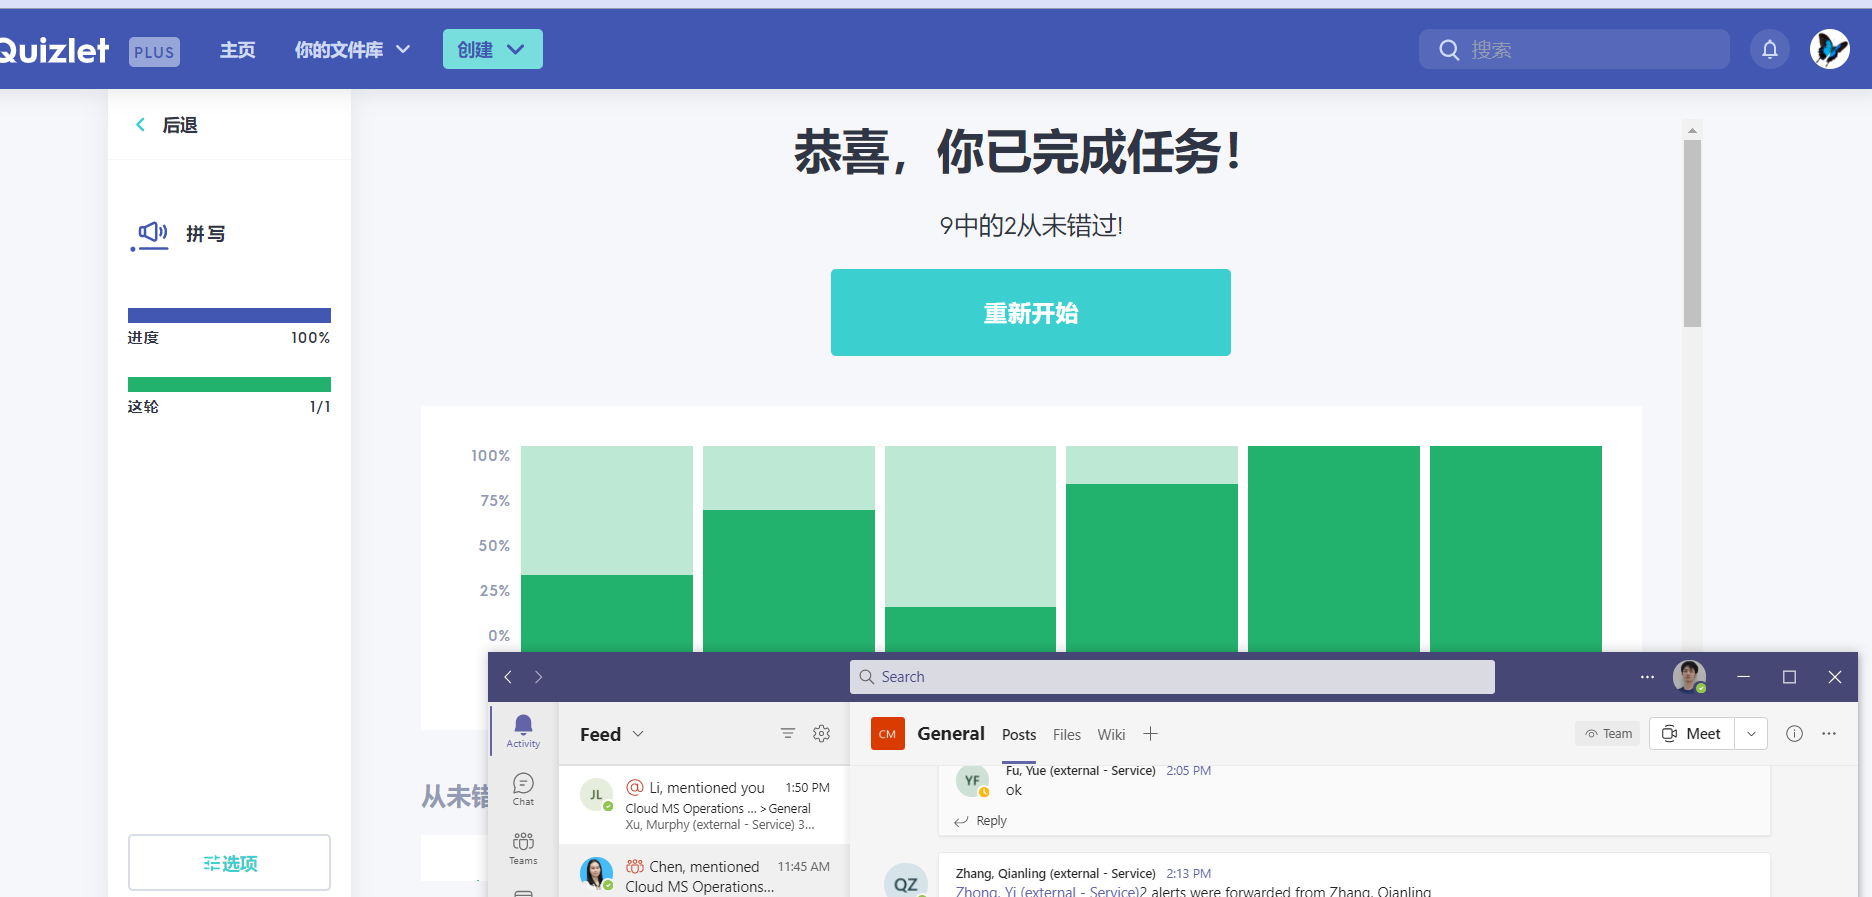 Quizlet PLUS 主页 你的文件库 创建 搜索
后退
拼写
进度 100%
这轮 1/1
选项
恭喜，你已完成任务！
9中的2从未错过!
重新开始
100%
75%
50%
25%
0%
从未错
Search
Activity
Chat
Teams
Feed
JL
Li, mentioned you 1:50 PM
Cloud MS Operations ... > General
Xu, Murphy (external - Service) 3...
Chen, mentioned 11:45 AM
Cloud MS Operations...
CM General Posts Files Wiki Team Meet
YF
Fu, Yue (external - Service) 2:05 PM
ok
Reply
QZ
Zhang, Qianling (external - Service) 2:13 PM
Zhong, Yi (external - Service)2 alerts were forwarded from Zhang, Qianling